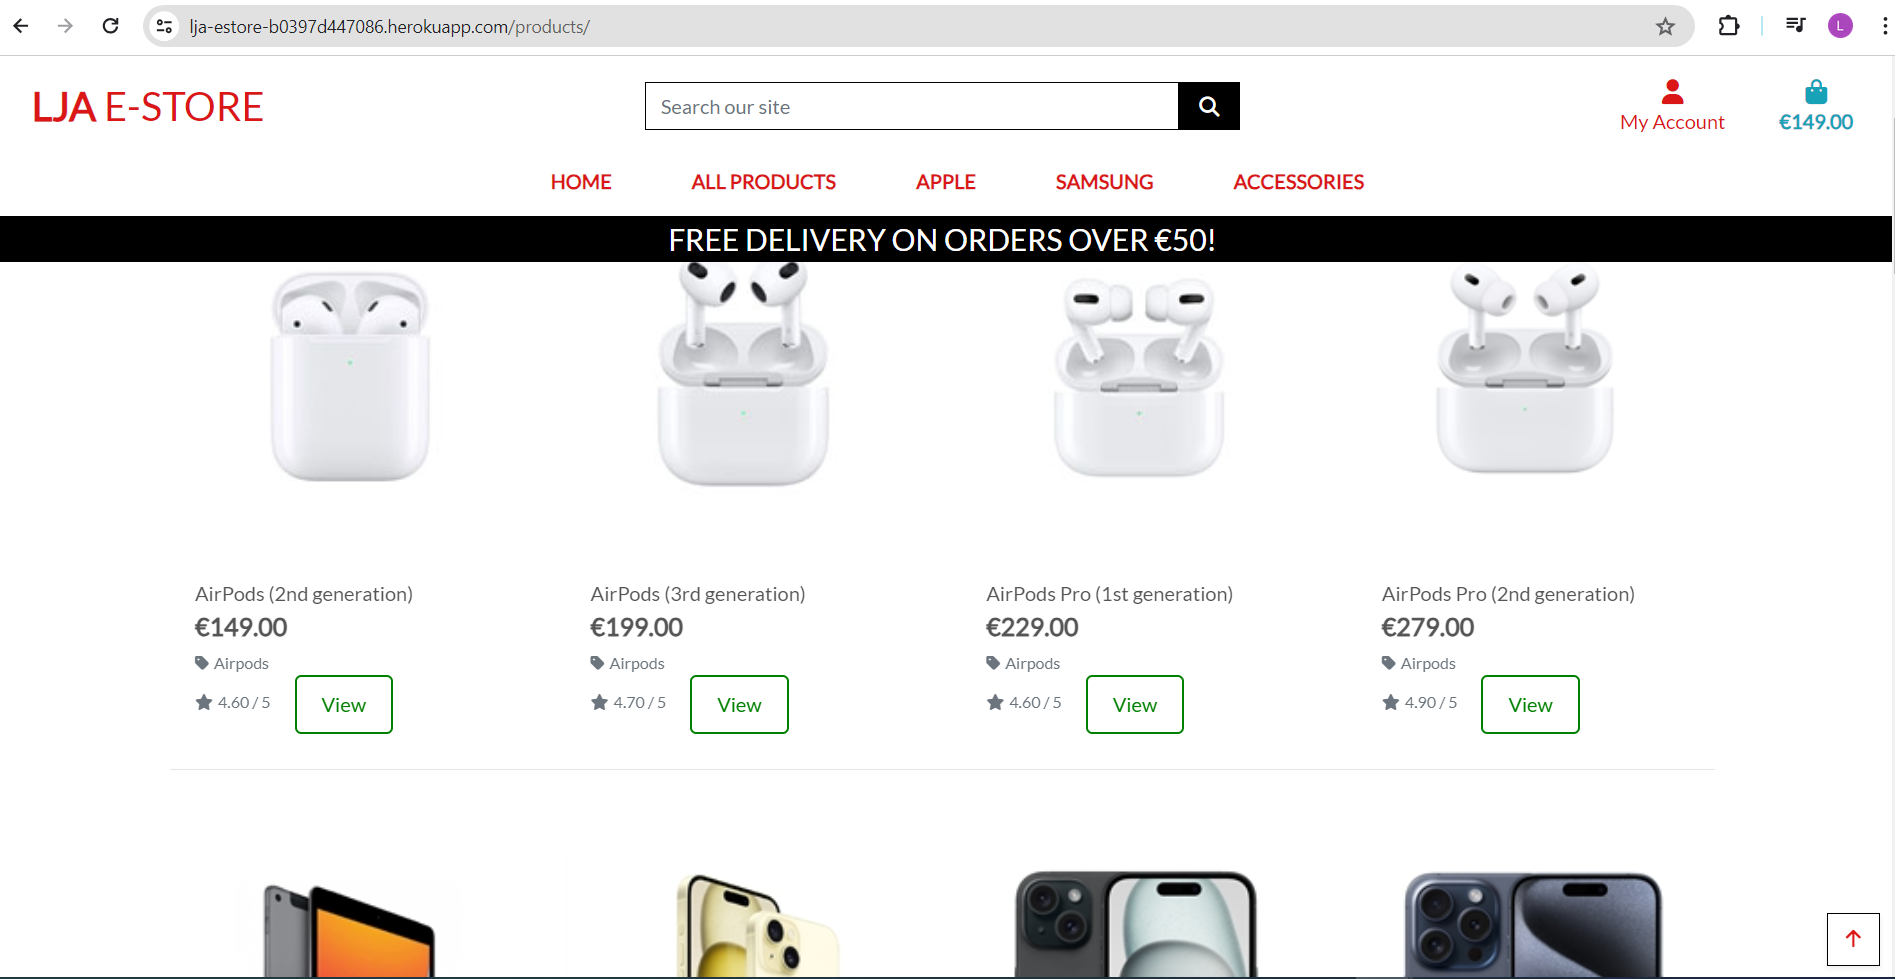 lja-estore-b0397d447086.herokuapp.com/products/
L
LJA E-STORE
Search our site
My Account
€149.00
HOME ALL PRODUCTS APPLE SAMSUNG ACCESSORIES
FREE DELIVERY ON ORDERS OVER €50!
AirPods (2nd generation)
€149.00
Airpods
4.60 / 5
View
AirPods (3rd generation)
€199.00
Airpods
4.70 / 5
View
AirPods Pro (1st generation)
€229.00
Airpods
4.60 / 5
View
AirPods Pro (2nd generation)
€279.00
Airpods
4.90 / 5
View